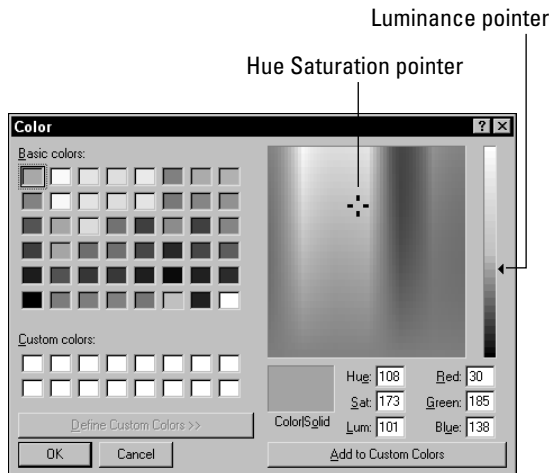 Luminance pointer
Hue Saturation pointer
Color
Basic colors:
Custom colors:
Define Custom Colors >>
OK Cancel
Color|Solid
Hue: 108 Red: 30
Sat: 173 Green: 185
Lum: 101 Blue: 138
Add to Custom Colors